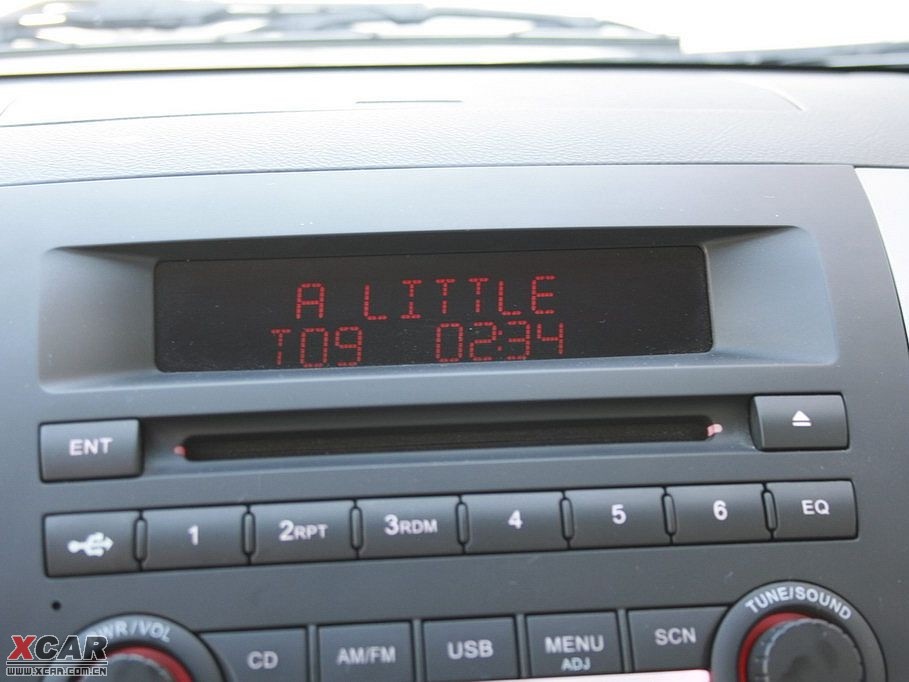 A LITTLE
T09 02:34
ENT
1 2RPT 3RDM 4 5 6 EQ
PWR/VOL
TUNE/SOUND
CD AM/FM USB MENU SCN
ADJ
XCAR
WWW.XCAR.COM.CN